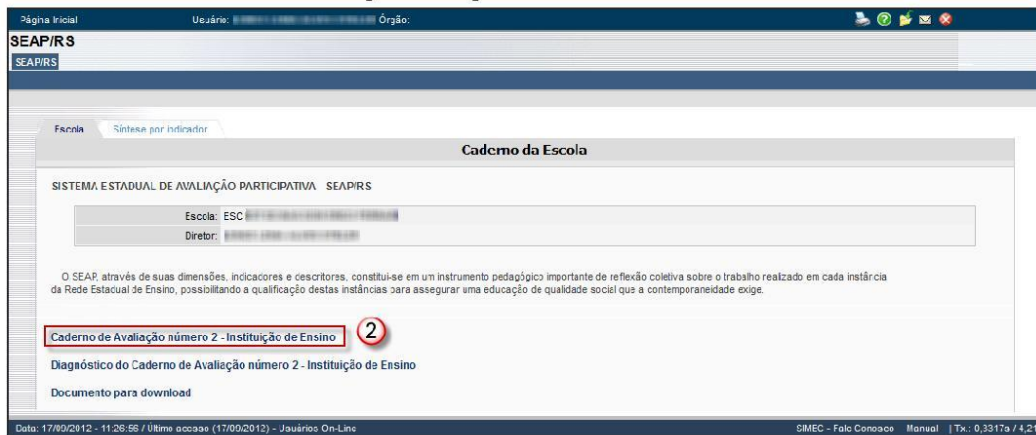 Página Inicial Usuário: Órgão:
SEAP/RS
SEAP/RS
Escola Síntese por indicador
Caderno da Escola
SISTEMA ESTADUAL DE AVALIAÇÃO PARTICIPATIVA SEAP/RS
Escola: ESC
Diretor:
O SEAP, através de suas dimensões, indicadores e descritores, constitui-se em um instrumento pedagógico importante de reflexão coletiva sobre o trabalho realizado em cada instância
da Rede Estadual de Ensino, possibilitando a qualificação destas instâncias para assegurar uma educação de qualidade social que a contemporaneidade exige.
Caderno de Avaliação número 2 - Instituição de Ensino 2
Diagnóstico do Caderno de Avaliação número 2 - Instituição de Ensino
Documento para download
Data: 17/09/2012 - 11:26:56 / Último acesso (17/09/2012) - Usuários On-Line SIMEC - Fale Conosco Manual | Tx.: 0,3317s /